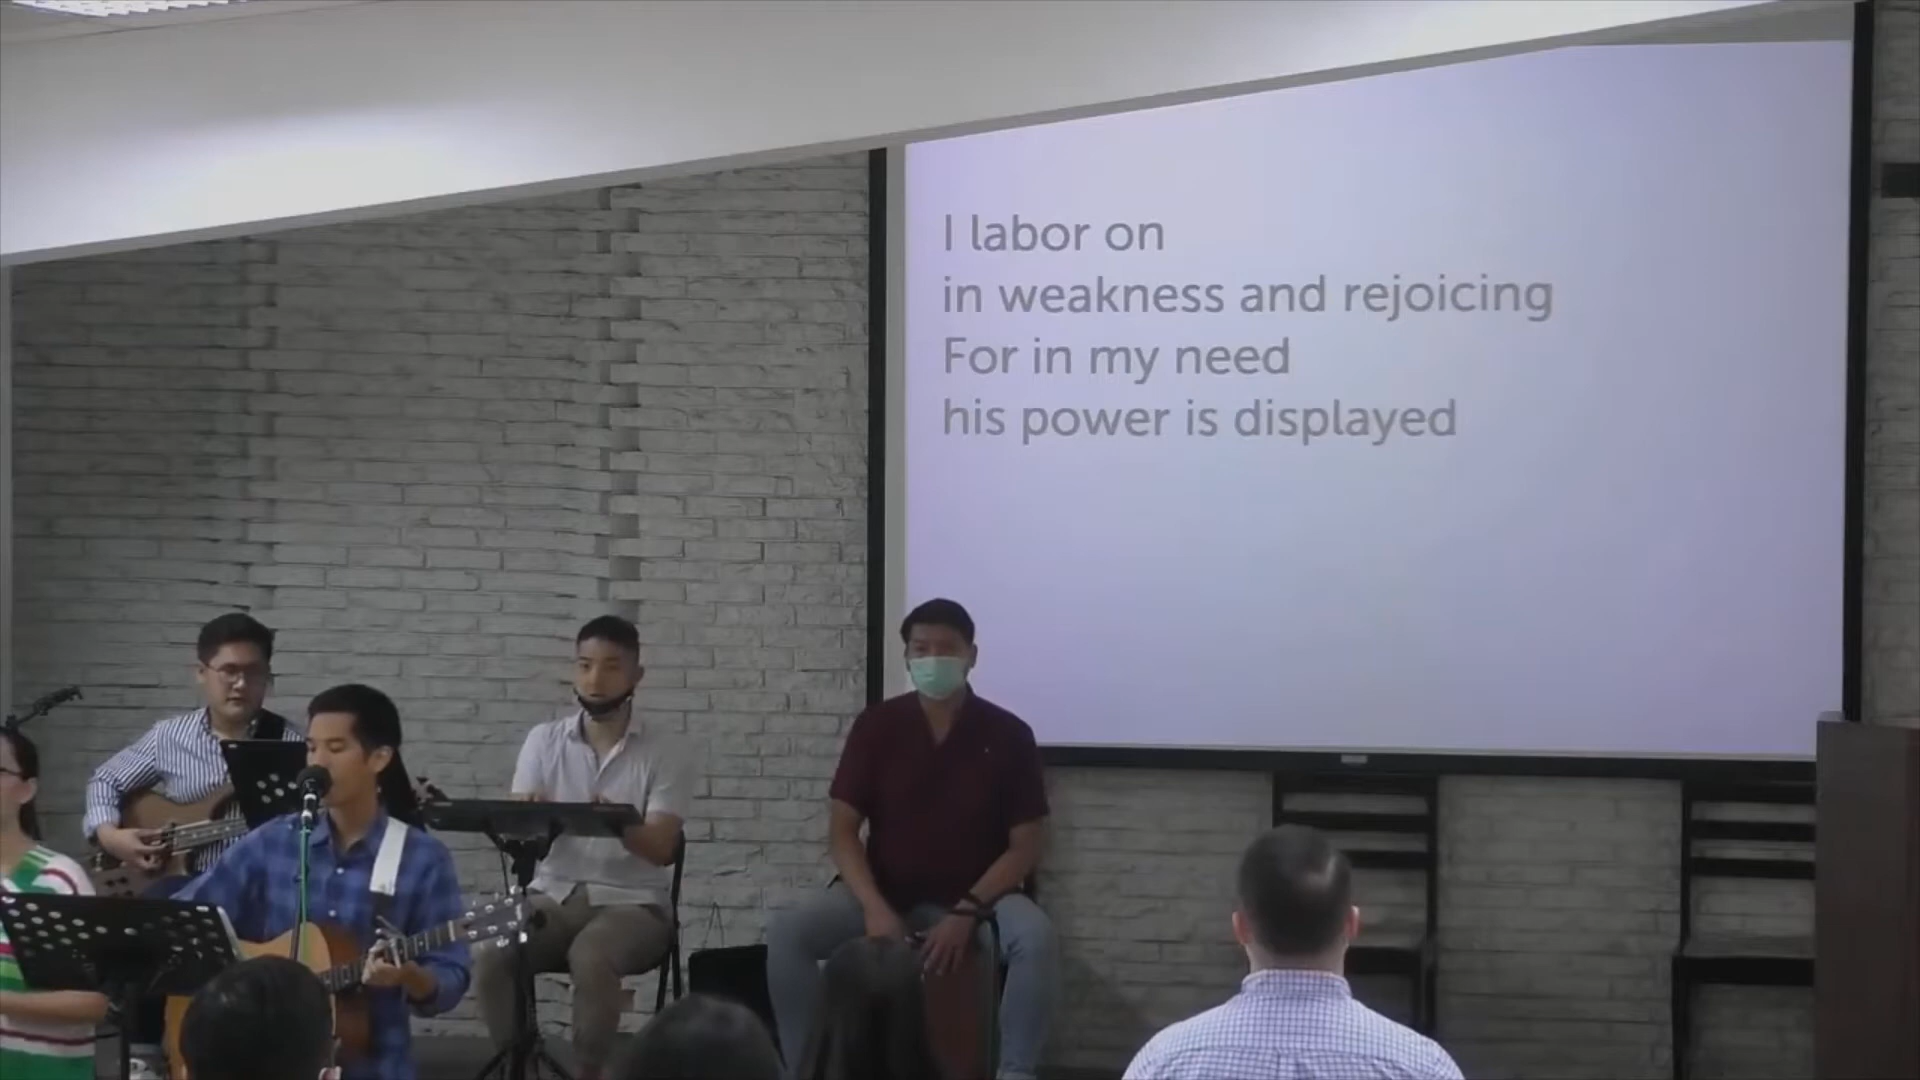 I labor on
in weakness and rejoicing
For in my need
his power is displayed